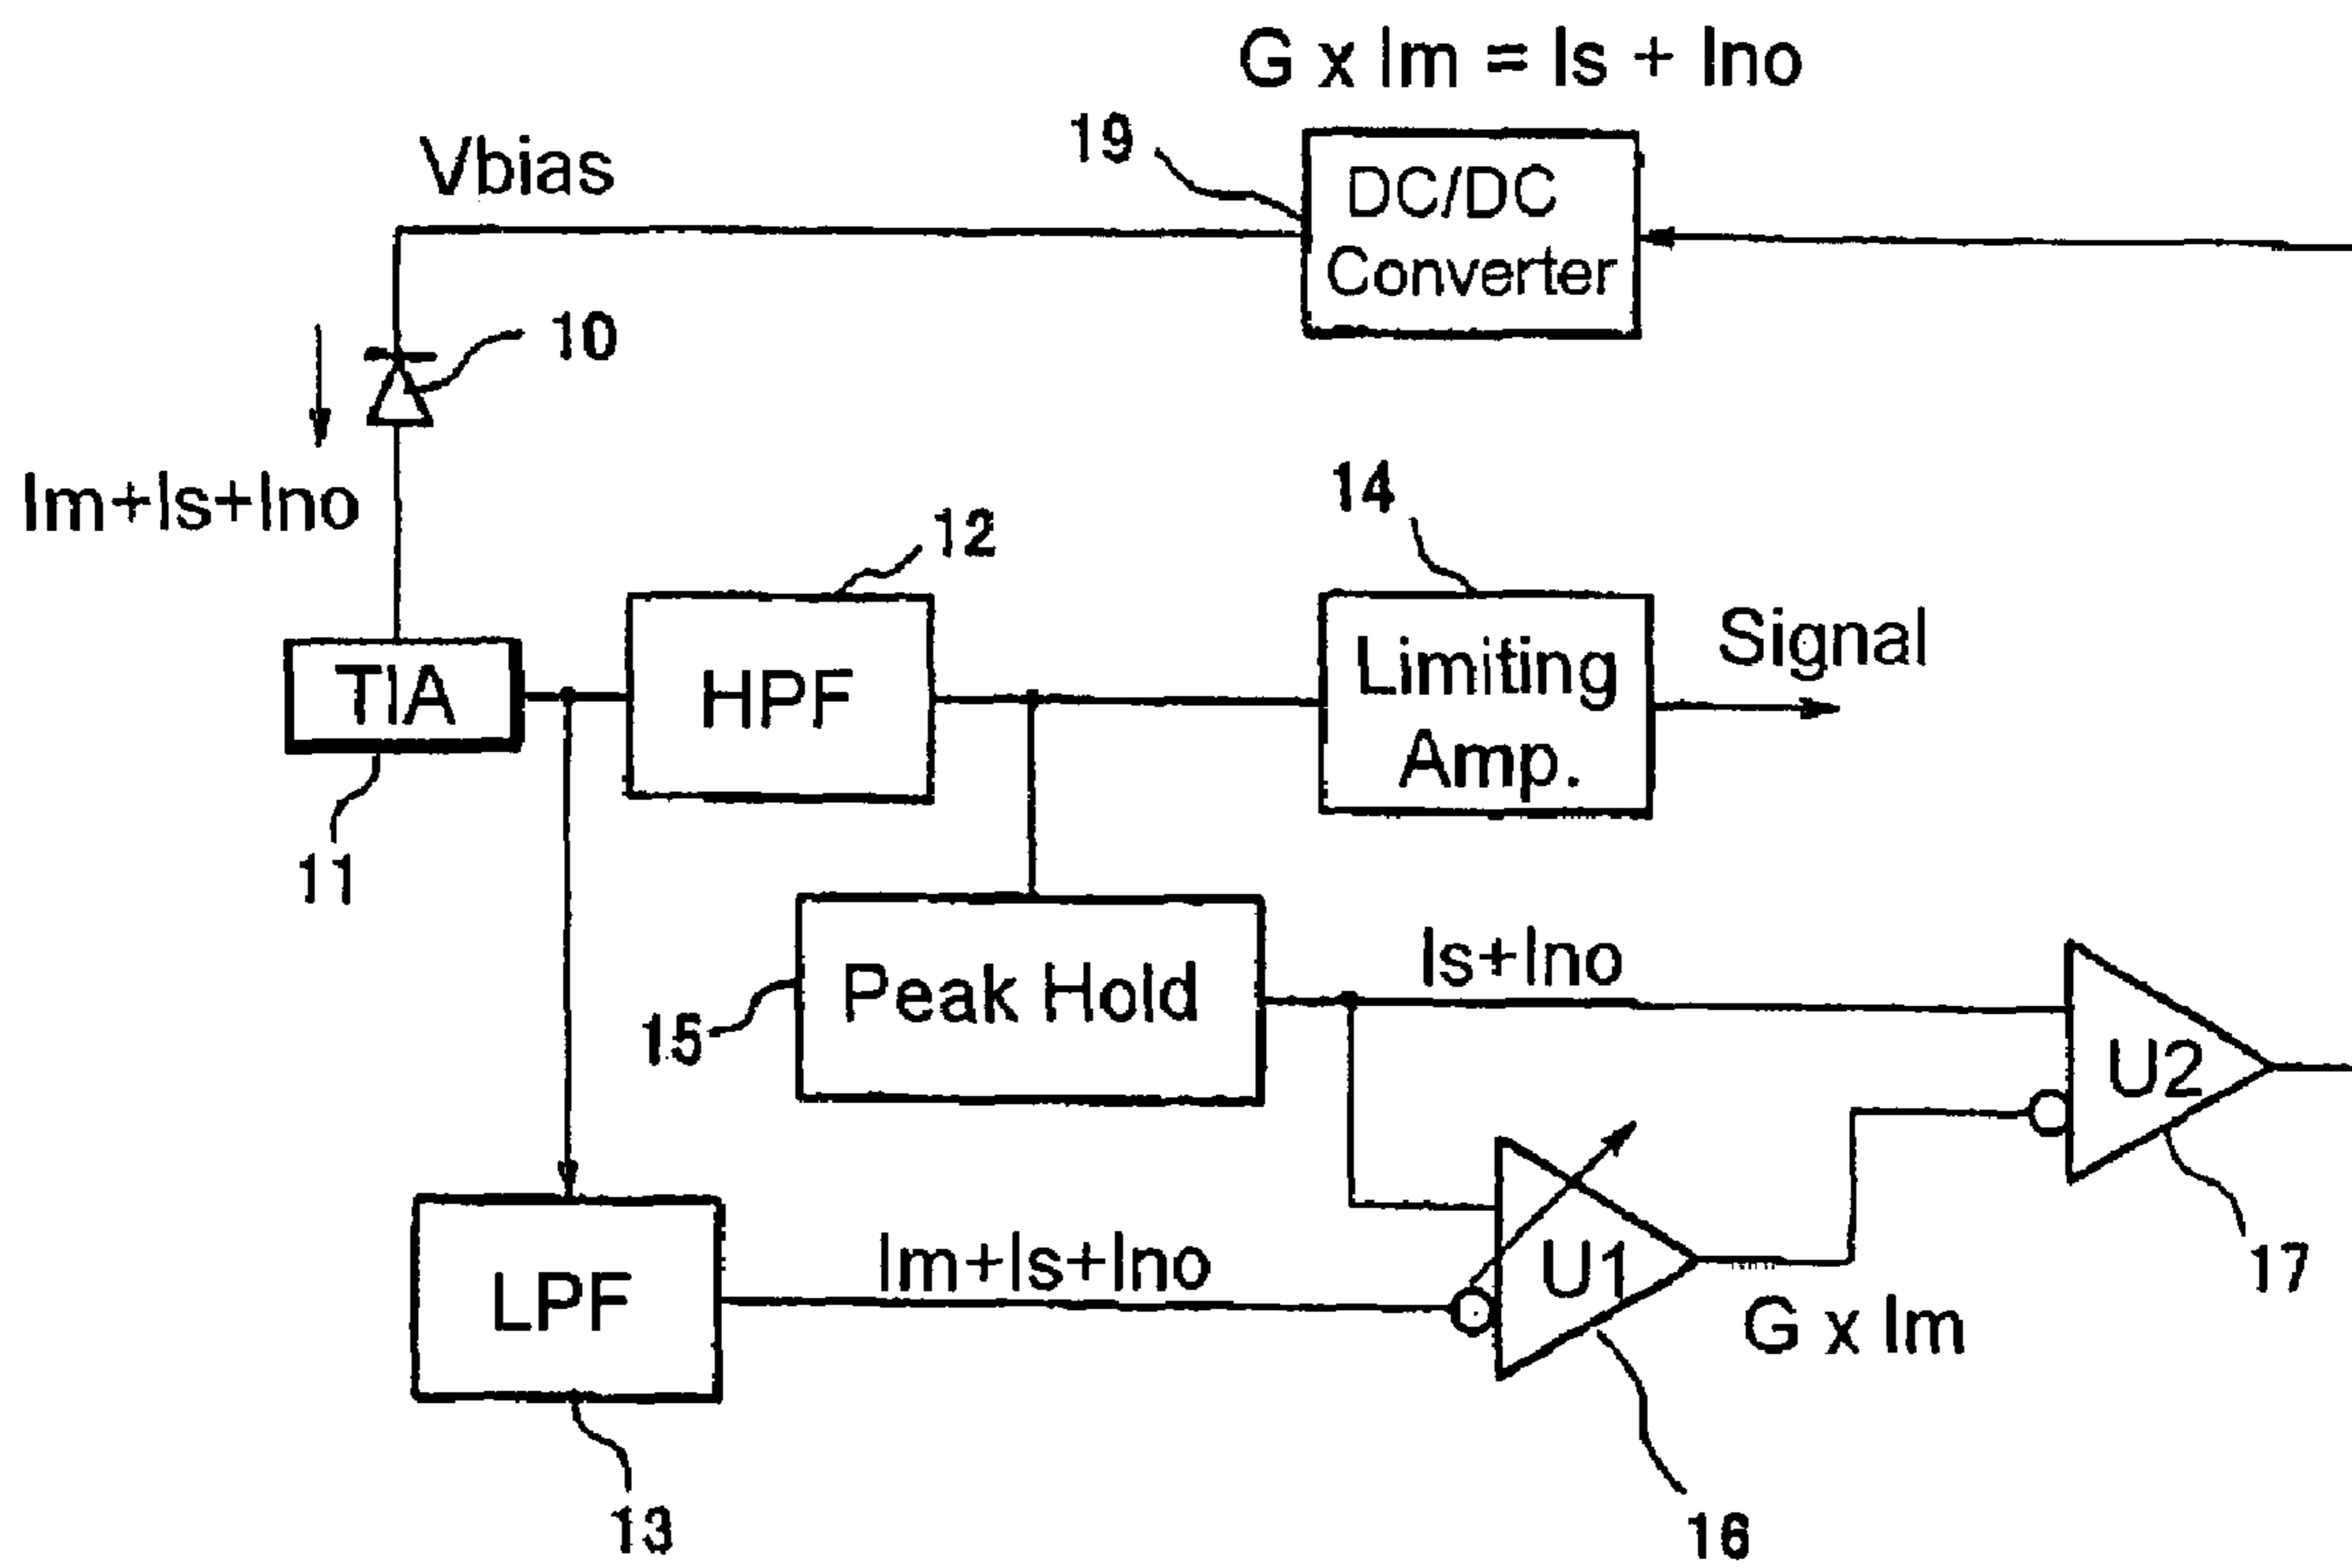 G x Im = Is + Ino
19
Vbias
DC/DC
Converter
10
Im+Is+Ino
14
12
Signal
Limiting
Amp.
TIA
HPF
11
Is+Ino
Peak Hold
15
U2
Im+Is+Ino
U1
17
LPF
G x Im
13
16